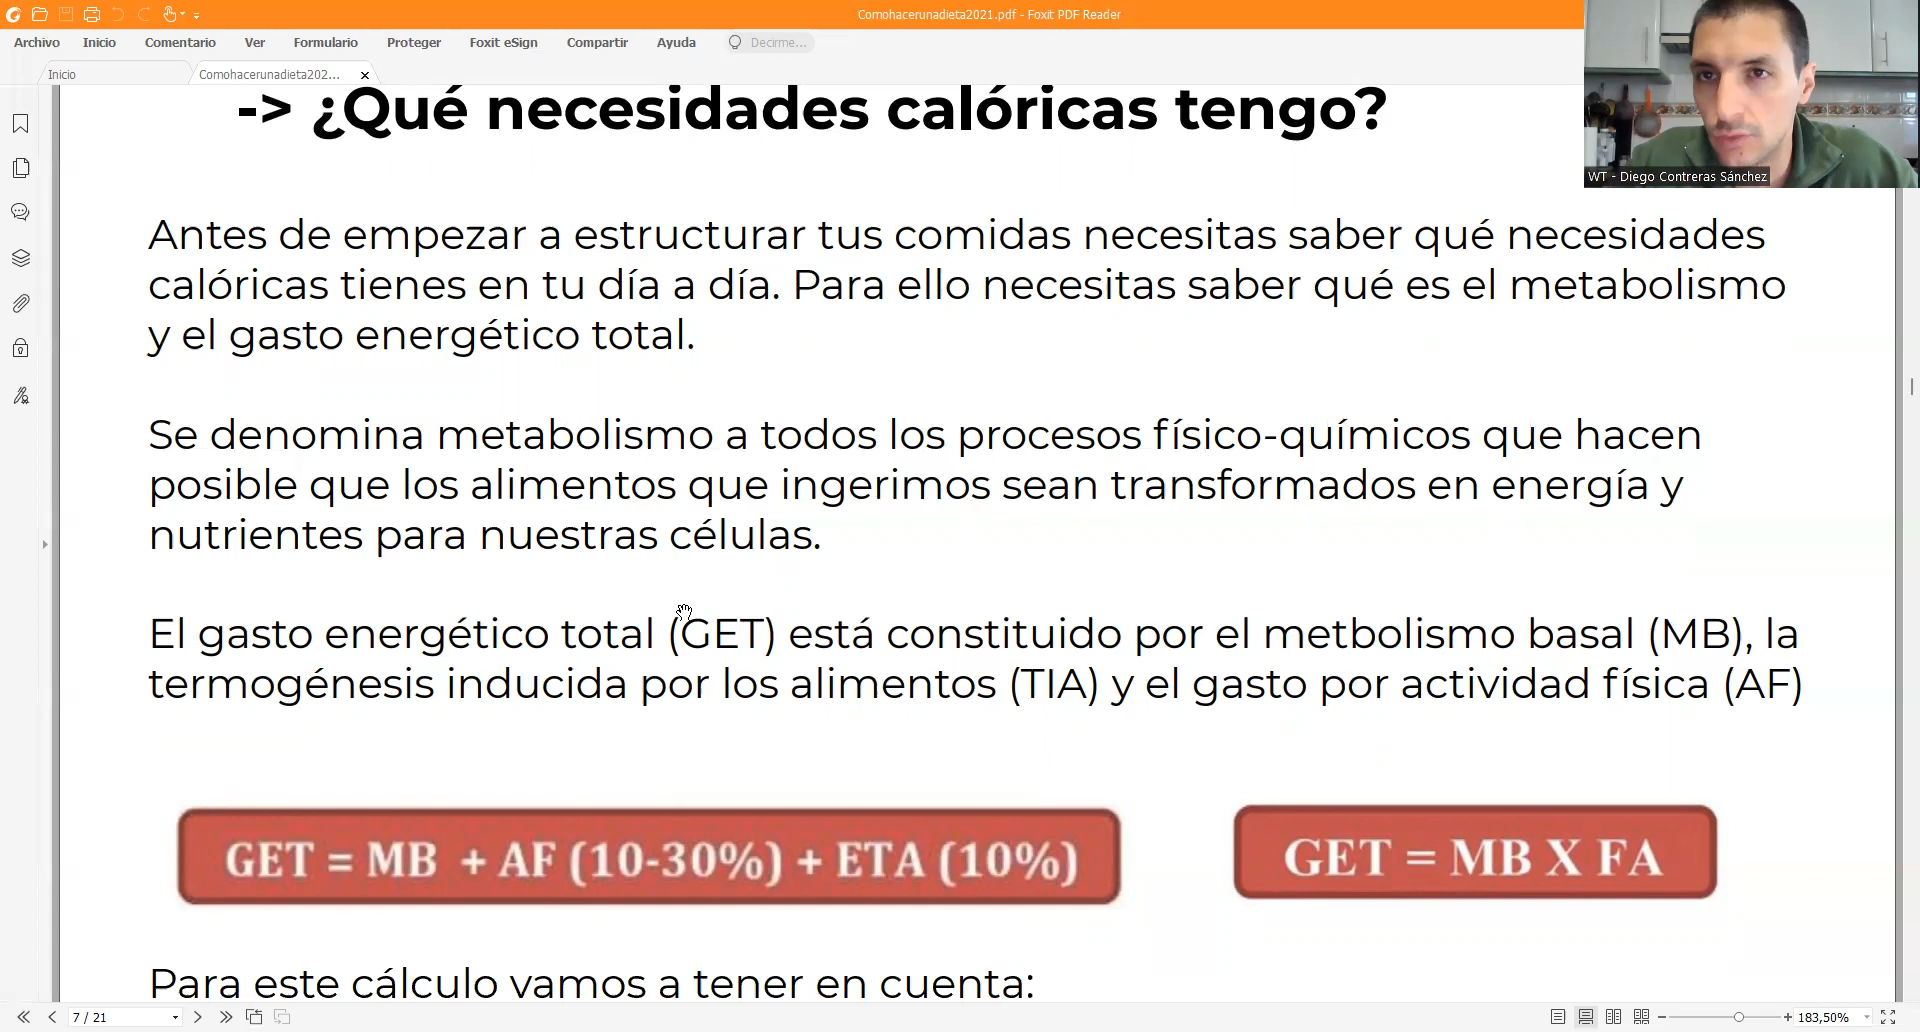 Comohacerunadieta2021.pdf - Foxit PDF Reader
Archivo Inicio Comentario Ver Formulario Proteger Foxit eSign Compartir Ayuda Decirme...
Inicio Comohacerunadieta202...
WT - Diego Contreras Sánchez
-> ¿Qué necesidades calóricas tengo?
Antes de empezar a estructurar tus comidas necesitas saber qué necesidades
calóricas tienes en tu día a día. Para ello necesitas saber qué es el metabolismo
y el gasto energético total.
Se denomina metabolismo a todos los procesos físico-químicos que hacen
posible que los alimentos que ingerimos sean transformados en energía y
nutrientes para nuestras células.
El gasto energético total (GET) está constituido por el metbolismo basal (MB), la
termogénesis inducida por los alimentos (TIA) y el gasto por actividad física (AF)
GET = MB + AF (10-30%) + ETA (10%)
GET = MB X FA
Para este cálculo vamos a tener en cuenta:
7 / 21
183,50%